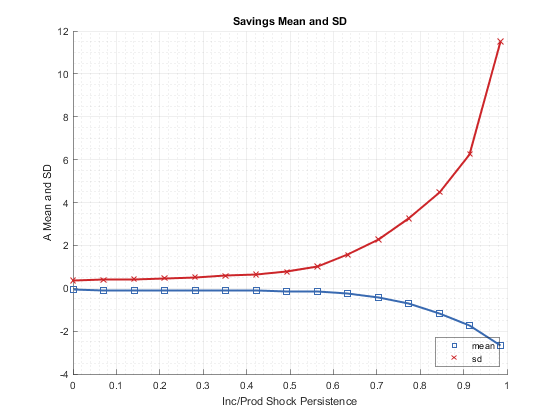 Savings Mean and SD
12
10
8
6
4
2
0
-2
-4
A Mean and SD
mean
sd
0 0.1 0.2 0.3 0.4 0.5 0.6 0.7 0.8 0.9 1
Inc/Prod Shock Persistence